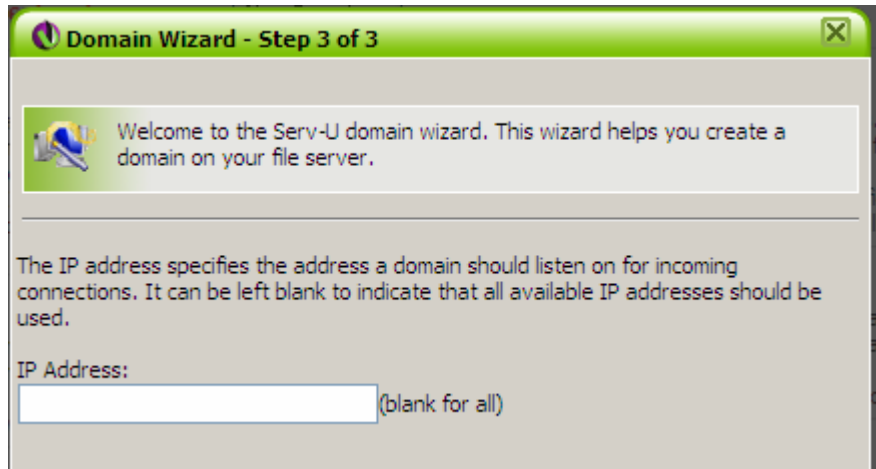 Domain Wizard - Step 3 of 3
Welcome to the Serv-U domain wizard. This wizard helps you create a
domain on your file server.
The IP address specifies the address a domain should listen on for incoming
connections. It can be left blank to indicate that all available IP addresses should be
used.
IP Address:
(blank for all)